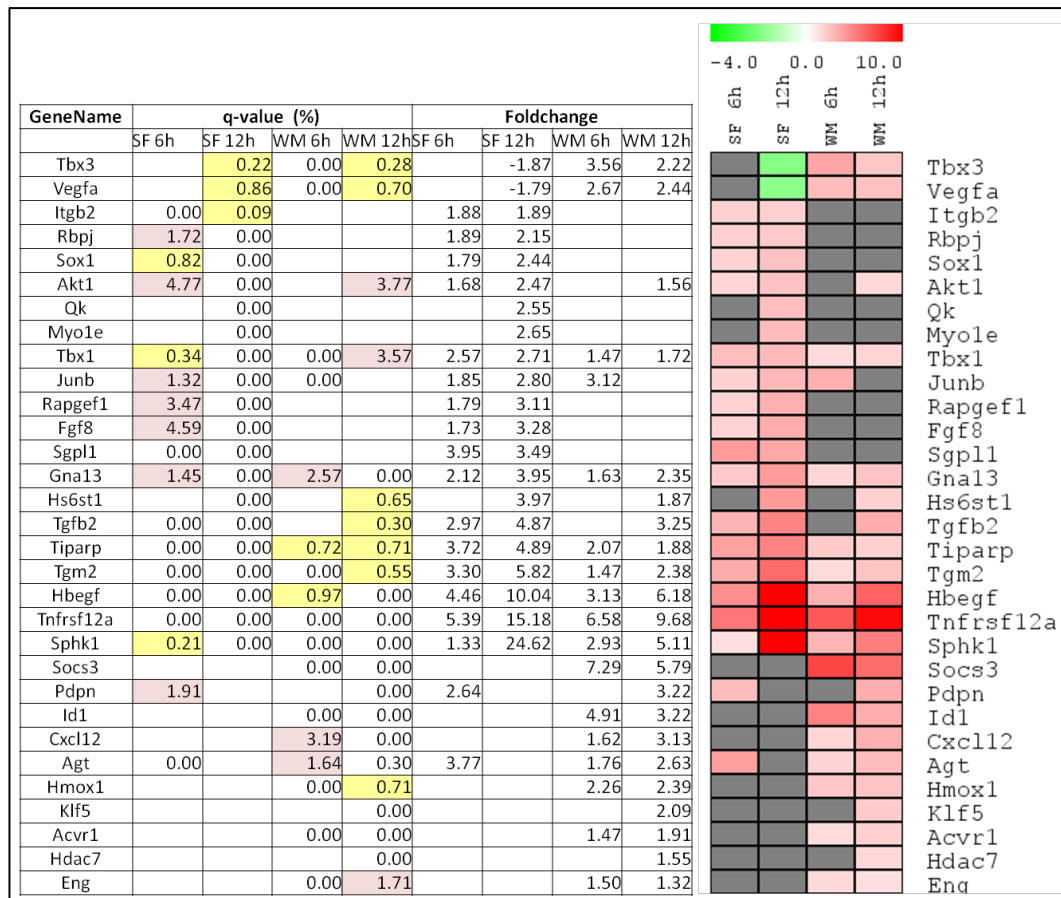 GeneName q-value (%) Foldchange
SF 6h SF 12h WM 6h WM 12h SF 6h SF 12h WM 6h WM 12h
Tbx3 0.22 0.00 0.28 -1.87 3.56 2.22
Vegfa 0.86 0.00 0.70 -1.79 2.67 2.44
Itgb2 0.00 0.09 1.88 1.89
Rbpj 1.72 0.00 1.89 2.15
Sox1 0.82 0.00 1.79 2.44
Akt1 4.77 0.00 3.77 1.68 2.47 1.56
Qk 0.00 2.55
Myo1e 0.00 2.65
Tbx1 0.34 0.00 0.00 3.57 2.57 2.71 1.47 1.72
Junb 1.32 0.00 0.00 1.85 2.80 3.12
Rapgef1 3.47 0.00 1.79 3.11
Fgf8 4.59 0.00 1.73 3.28
Sgpl1 0.00 0.00 3.95 3.49
Gna13 1.45 0.00 2.57 0.00 2.12 3.95 1.63 2.35
Hs6st1 0.00 0.65 3.97 1.87
Tgfb2 0.00 0.00 0.30 2.97 4.87 3.25
Tiparp 0.00 0.00 0.72 0.71 3.72 4.89 2.07 1.88
Tgm2 0.00 0.00 0.00 0.55 3.30 5.82 1.47 2.38
Hbegf 0.00 0.00 0.97 0.00 4.46 10.04 3.13 6.18
Tnfrsf12a 0.00 0.00 0.00 0.00 5.39 15.18 6.58 9.68
Sphk1 0.21 0.00 0.00 0.00 1.33 24.62 2.93 5.11
Socs3 0.00 0.00 7.29 5.79
Pdpn 1.91 0.00 2.64 3.22
Id1 0.00 0.00 4.91 3.22
Cxcl12 3.19 0.00 1.62 3.13
Agt 0.00 1.64 0.30 3.77 1.76 2.63
Hmox1 0.00 0.71 2.26 2.39
Klf5 0.00 2.09
Acvr1 0.00 0.00 1.47 1.91
Hdac7 0.00 1.55
Eng 0.00 1.71 1.50 1.32
-4.0 0.0 10.0
SF 6h
SF 12h
WM 6h
WM 12h
Tbx3
Vegfa
Itgb2
Rbpj
Sox1
Akt1
Qk
Myo1e
Tbx1
Junb
Rapgef1
Fgf8
Sgpl1
Gna13
Hs6st1
Tgfb2
Tiparp
Tgm2
Hbegf
Tnfrsf12a
Sphk1
Socs3
Pdpn
Id1
Cxcl12
Agt
Hmox1
Klf5
Acvr1
Hdac7
Eng